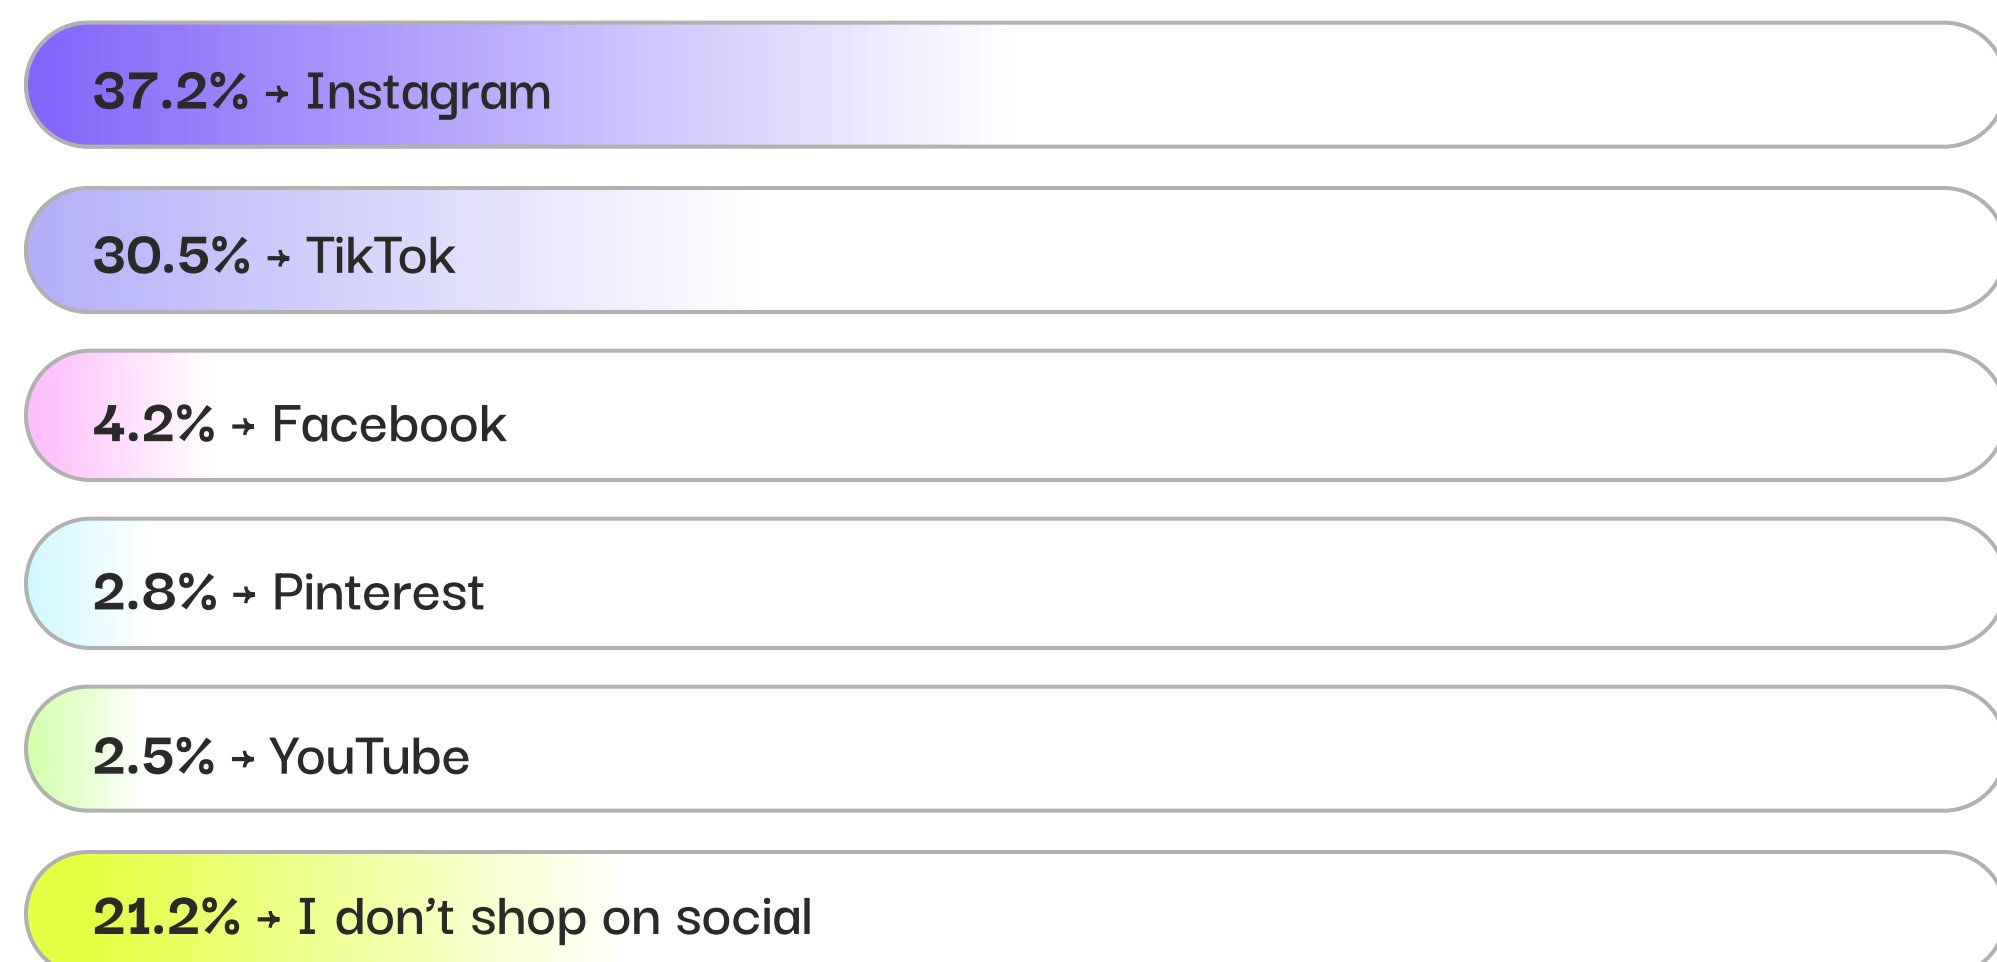 37.2% → Instagram
30.5% → TikTok
4.2% → Facebook
2.8% → Pinterest
2.5% → YouTube
21.2% → I don’t shop on social